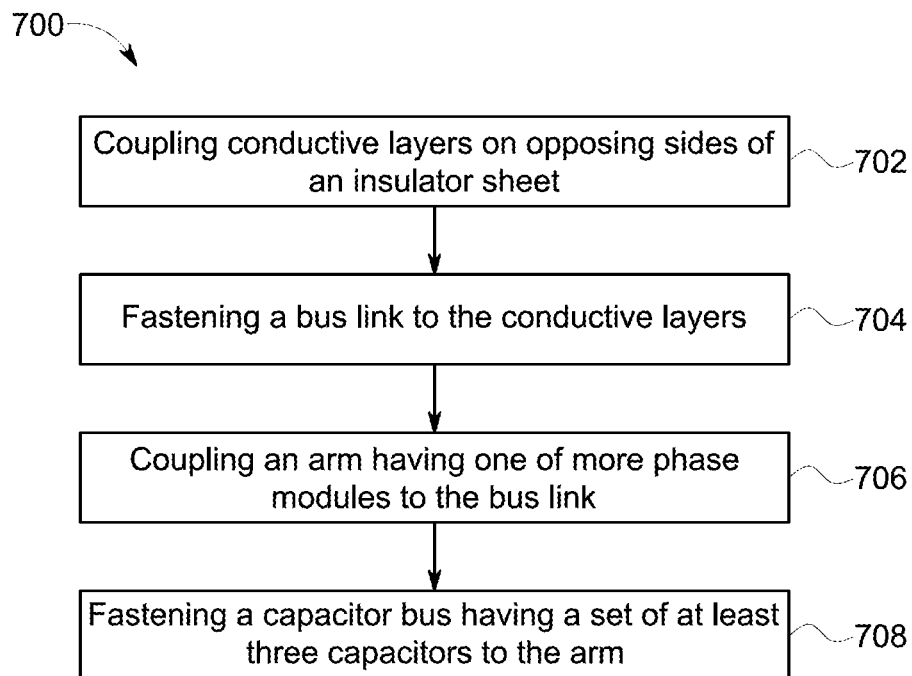 700
Coupling conductive layers on opposing sides of
an insulator sheet
702
Fastening a bus link to the conductive layers
704
Coupling an arm having one of more phase
modules to the bus link
706
Fastening a capacitor bus having a set of at least
three capacitors to the arm
708